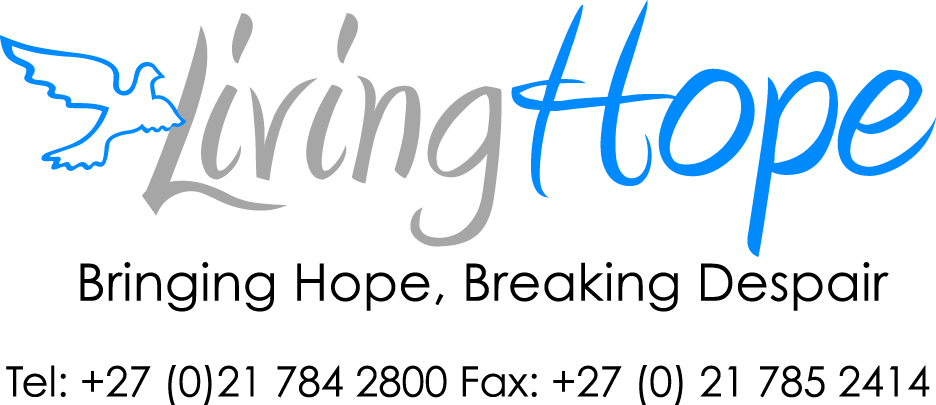 LivingHope
Bringing Hope, Breaking Despair
Tel: +27 (0)21 784 2800 Fax: +27 (0) 21 785 2414